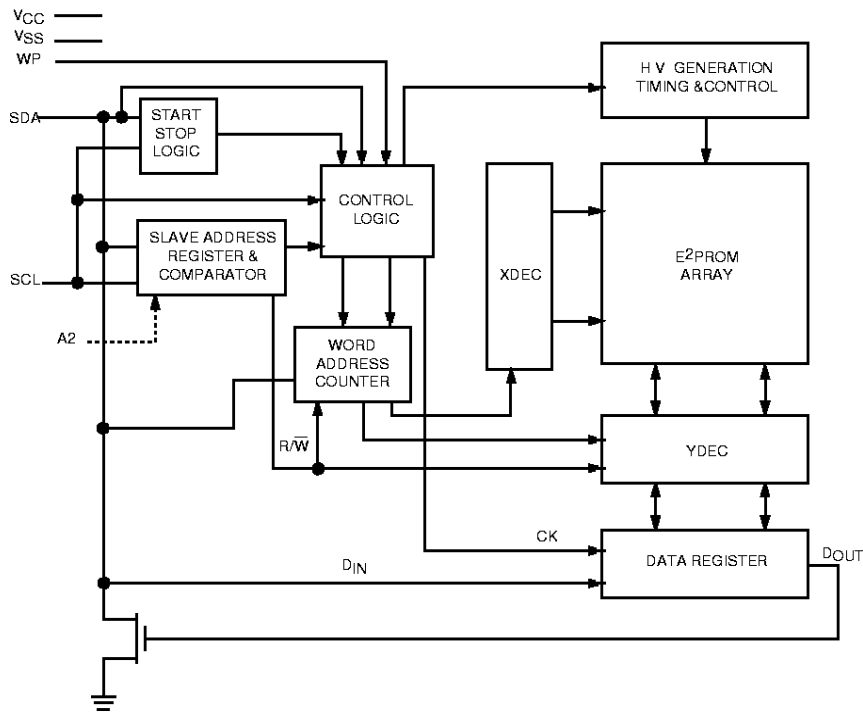 VCC
VSS
WP
SDA
START
STOP
LOGIC
H V GENERATION
TIMING &CONTROL
CONTROL
LOGIC
SLAVE ADDRESS
REGISTER &
COMPARATOR
SCL
A2
XDEC
E2PROM
ARRAY
WORD
ADDRESS
COUNTER
R/W̅
YDEC
CK
DIN
DATA REGISTER
DOUT